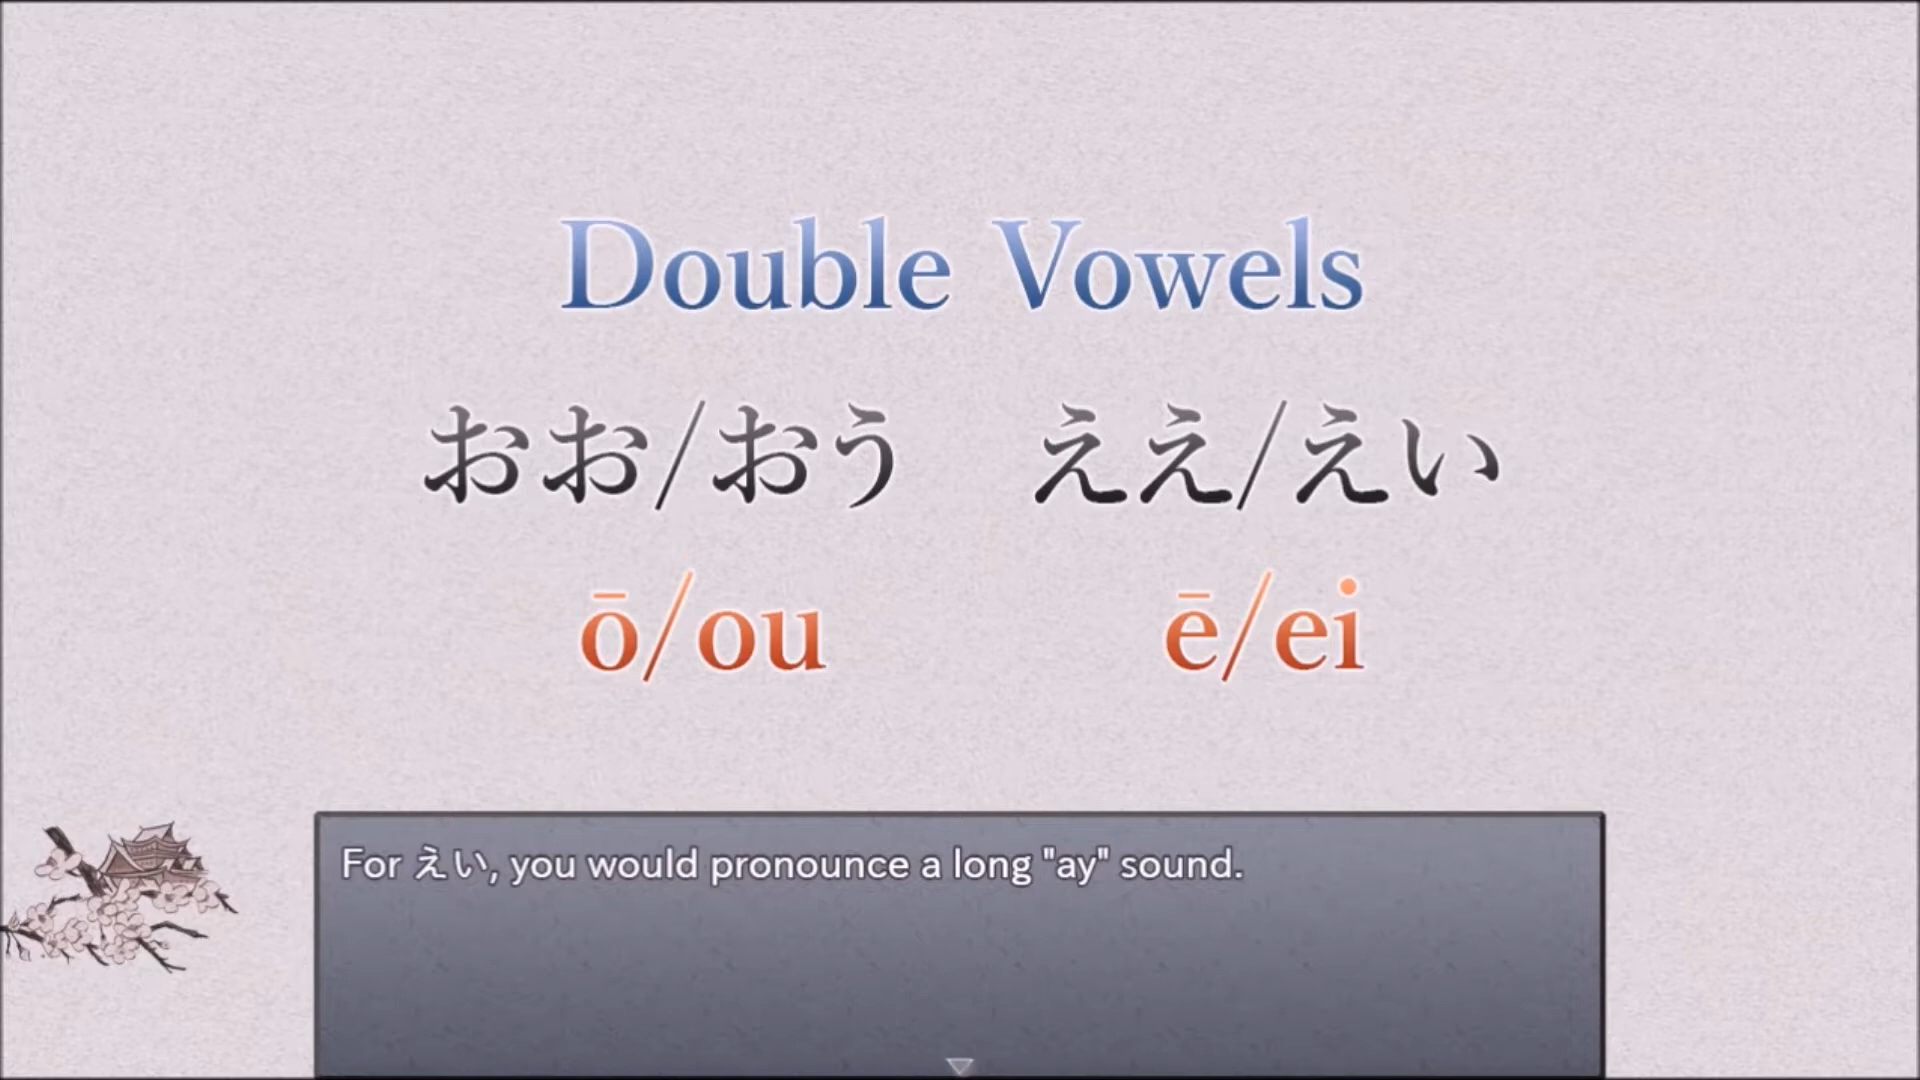 Double Vowels
おお/おう ええ/えい
ō/ou ē/ei
For えい, you would pronounce a long "ay" sound.